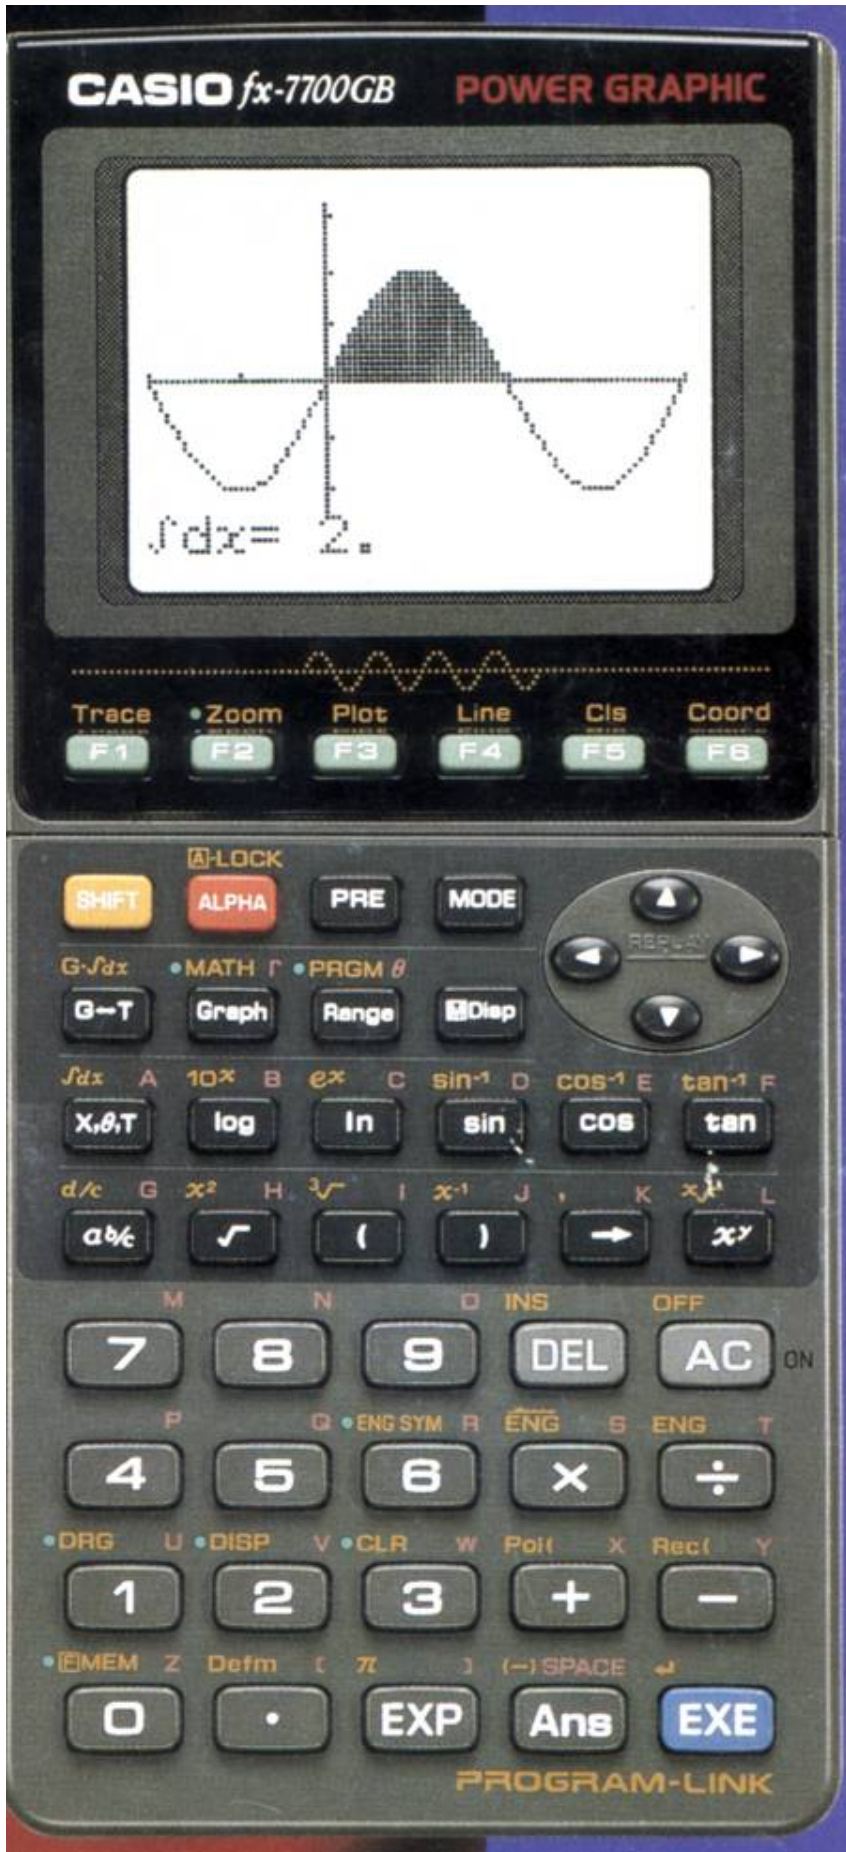 CASIO fx-7700GB POWER GRAPHIC
∫dx= 2.
Trace Zoom Plot Line Cls Coord
F1 F2 F3 F4 F5 F6
A-LOCK
SHIFT ALPHA PRE MODE
REPLAY
G-∫dx MATH Γ PRGM θ
G↔T Graph Range MDisp
∫dx A 10ˣ B eˣ C sin⁻¹ D cos⁻¹ E tan⁻¹ F
X,θ,T log ln sin cos tan
d/c G x² H ³√ I x⁻¹ J , K ˣ√ L
a b/c √ ( ) → xʸ
M N O INS OFF
7 8 9 DEL AC ON
P Q ENG SYM R ENG S ENG T
4 5 6 × ÷
DRG U DISP V CLR W Pol( X Rec( Y
1 2 3 + −
FMEM Z Defm [ π ] (−) SPACE ↵
0 · EXP Ans EXE
PROGRAM-LINK